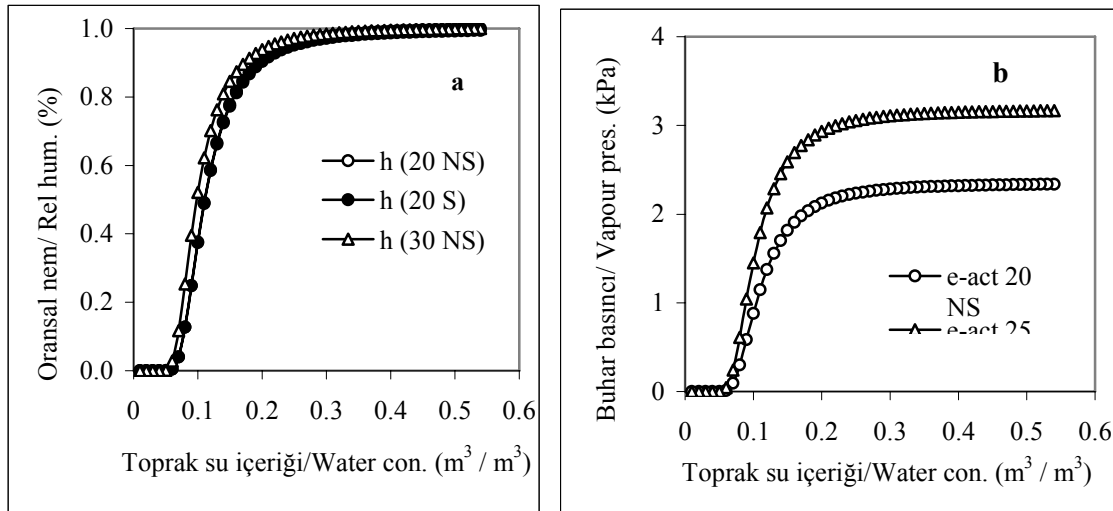 Oransal nem/ Rel hum. (%)
1.0
0.8
0.6
0.4
0.2
0.0
a
h (20 NS)
h (20 S)
h (30 NS)
0 0.1 0.2 0.3 0.4 0.5 0.6
Toprak su içeriği/Water con. (m³ / m³)
Buhar basıncı/ Vapour pres. (kPa)
4
3
2
1
0
b
e-act 20
NS
e-act 25
0 0.1 0.2 0.3 0.4 0.5 0.6
Toprak su içeriği/Water con. (m³ / m³)